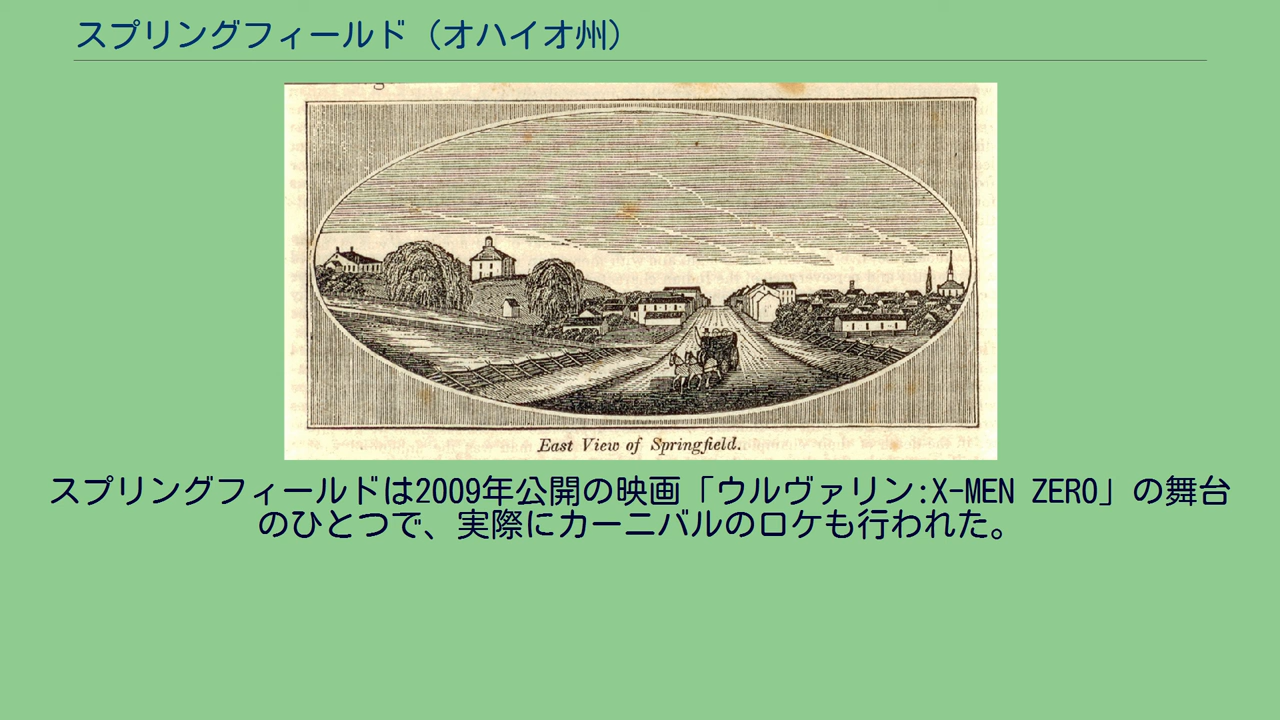 スプリングフィールド（オハイオ州）
East View of Springfield.
スプリングフィールドは2009年公開の映画「ウルヴァリン:X-MEN ZERO」の舞台
のひとつで、実際にカーニバルのロケも行われた。